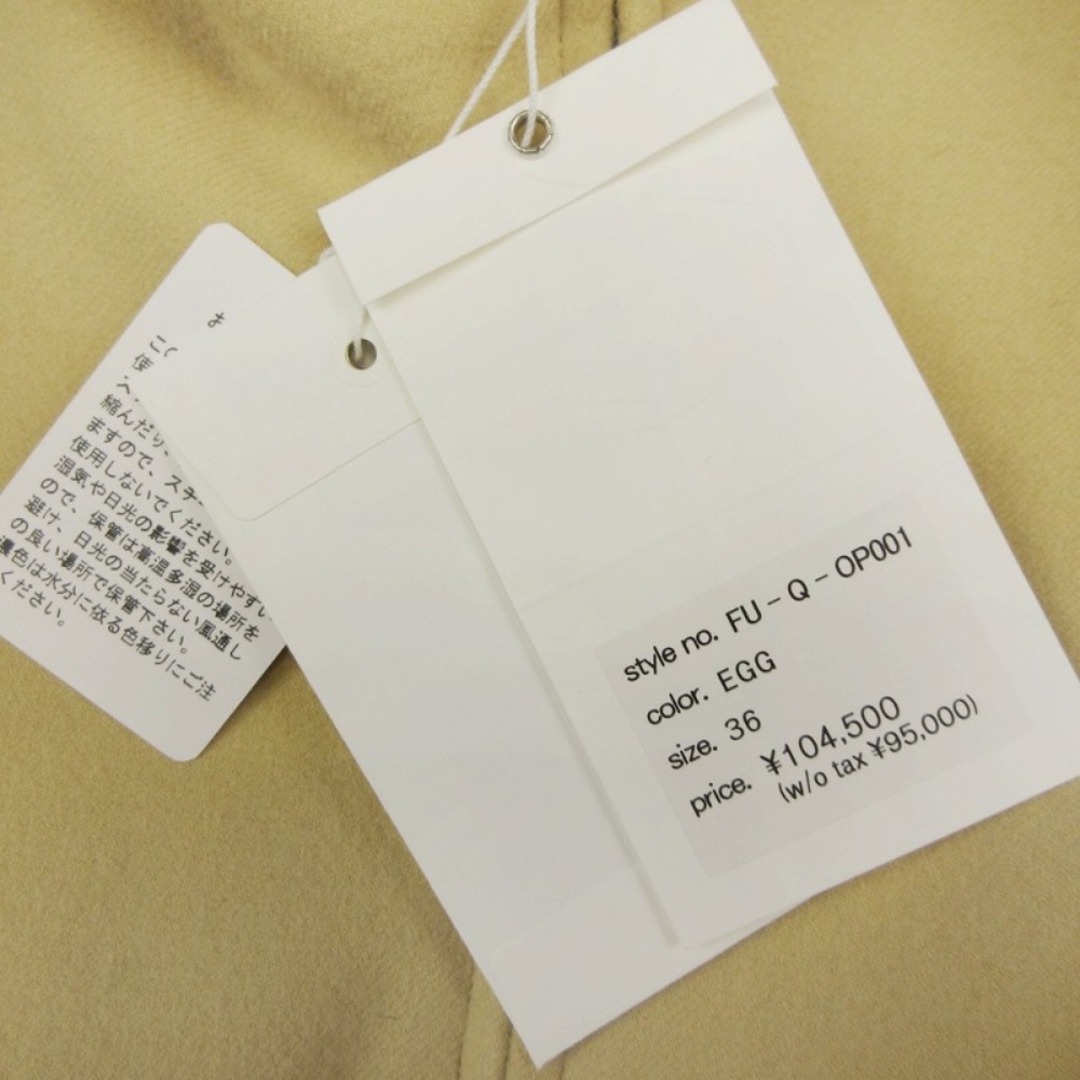 style no. FU - Q - OP001
color. EGG
size. 36
price. ¥104,500
(w/o tax ¥95,000)
縮んだり
ますので、スチー
使用しないでください。
湿気や日光の影響を受けやすい
ので、保管は高温多湿の場所を
避け、日光の当たらない風通し
の良い場所で保管下さい。
濃色は水分に依る色移りにご注
ください。